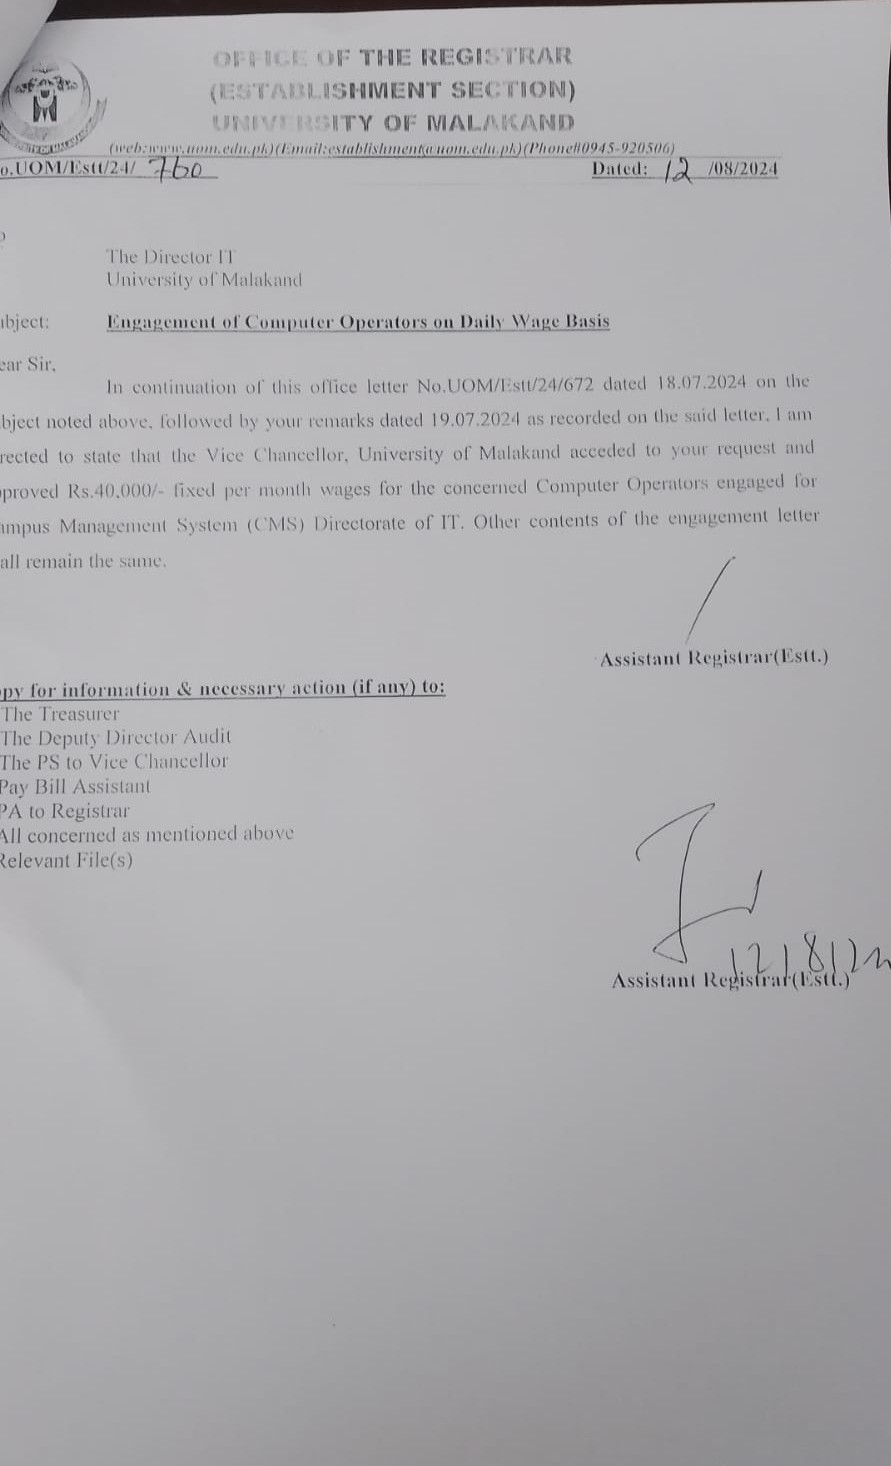 OFFICE OF THE REGISTRAR
(ESTABLISHMENT SECTION)
UNIVERSITY OF MALAKAND
(web:www.uom.edu.pk)(Email:establishment@uom.edu.pk)(Phone#0945-920506)
o.UOM/Estt/24/ 760 Dated: 12 /08/2024
The Director IT
University of Malakand
bject: Engagement of Computer Operators on Daily Wage Basis
ear Sir,
In continuation of this office letter No.UOM/Estt/24/672 dated 18.07.2024 on the
bject noted above, followed by your remarks dated 19.07.2024 as recorded on the said letter, I am
rected to state that the Vice Chancellor, University of Malakand acceded to your request and
proved Rs.40,000/- fixed per month wages for the concerned Computer Operators engaged for
ampus Management System (CMS) Directorate of IT. Other contents of the engagement letter
all remain the same.
Assistant Registrar(Estt.)
py for information & necessary action (if any) to:
The Treasurer
The Deputy Director Audit
The PS to Vice Chancellor
Pay Bill Assistant
PA to Registrar
All concerned as mentioned above
Relevant File(s)
12/8/2
Assistant Registrar(Estt.)